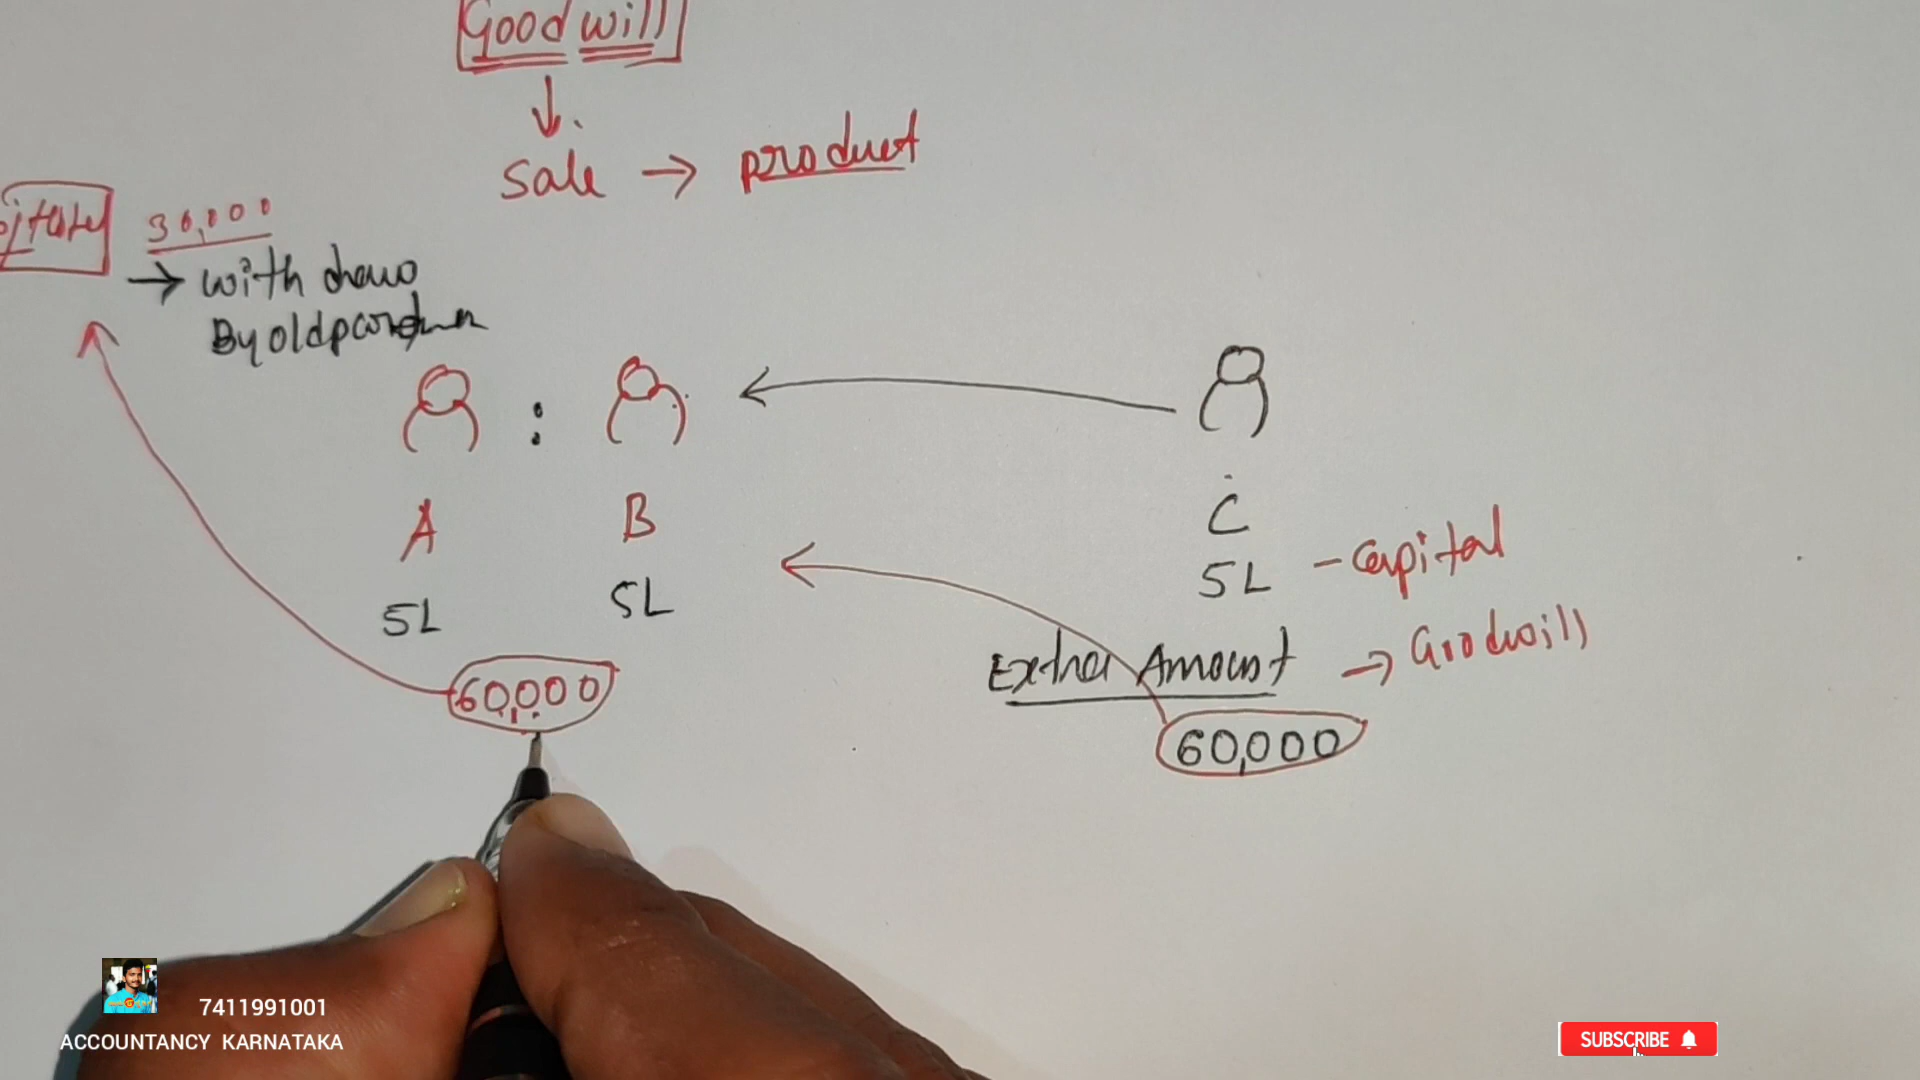 Goodwill
sale → product
30,000
→ with draw
By old
A
B
C
5L
5L
5L - Capital
Extra Amount → Goodwill
60,000
60,000
7411991001
ACCOUNTANCY KARNATAKA
SUBSCRIBE